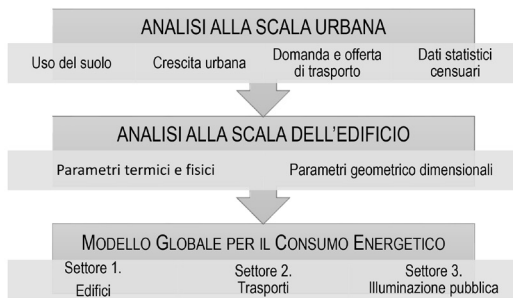 ANALISI ALLA SCALA URBANA
Uso del suolo
Crescita urbana
Domanda e offerta
di trasporto
Dati statistici
censuari
ANALISI ALLA SCALA DELL'EDIFICIO
Parametri termici e fisici
Parametri geometrico dimensionali
MODELLO GLOBALE PER IL CONSUMO ENERGETICO
Settore 1.
Edifici
Settore 2.
Trasporti
Settore 3.
Illuminazione pubblica